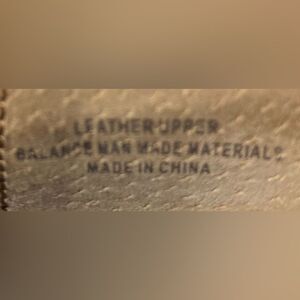 LEATHER UPPER
BALANCE MAN MADE MATERIALS
MADE IN CHINA